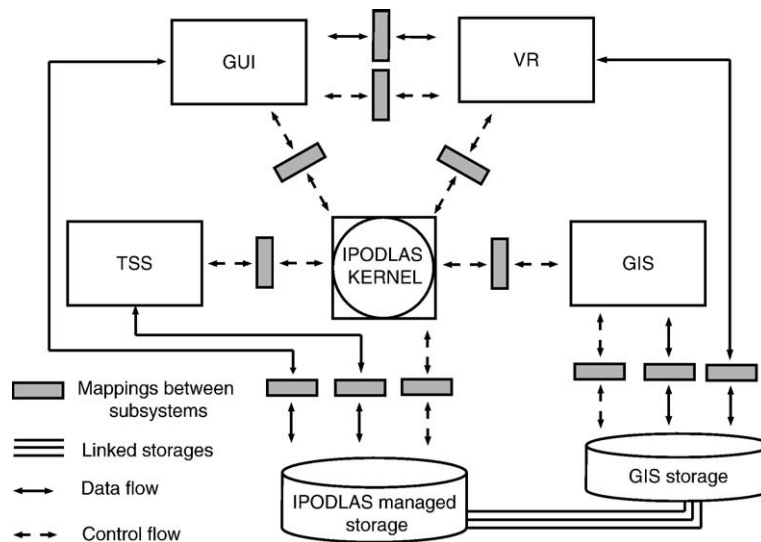 GUI
VR
IPODLAS
KERNEL
TSS
GIS
Mappings between
subsystems
Linked storages
Data flow
Control flow
IPODLAS managed
storage
GIS storage